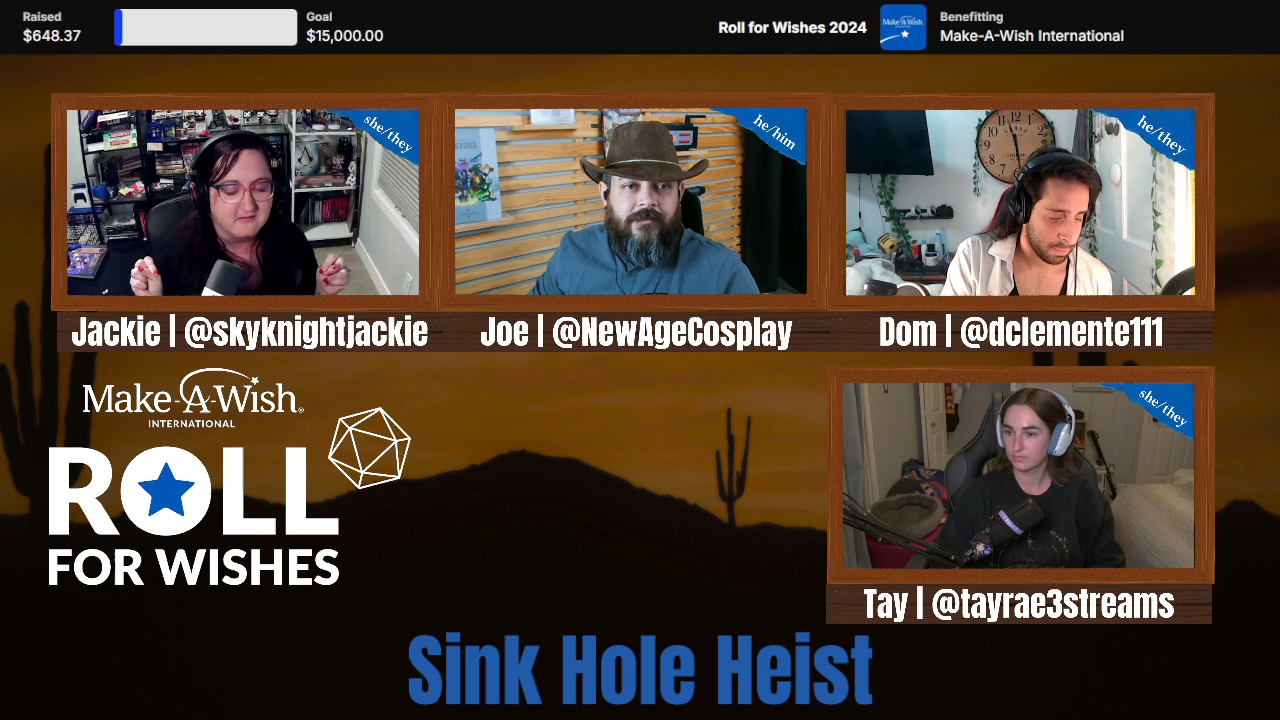 Raised
$648.37
Goal
$15,000.00
Roll for Wishes 2024
Make-A-Wish
Benefitting
Make-A-Wish International
she/they
he/him
he/they
Jackie | @skyknightjackie
Joe | @NewAgeCosplay
Dom | @dclemente111
Make-A-Wish.
INTERNATIONAL
ROLL
FOR WISHES
she/they
Tay | @tayrae3streams
Sink Hole Heist